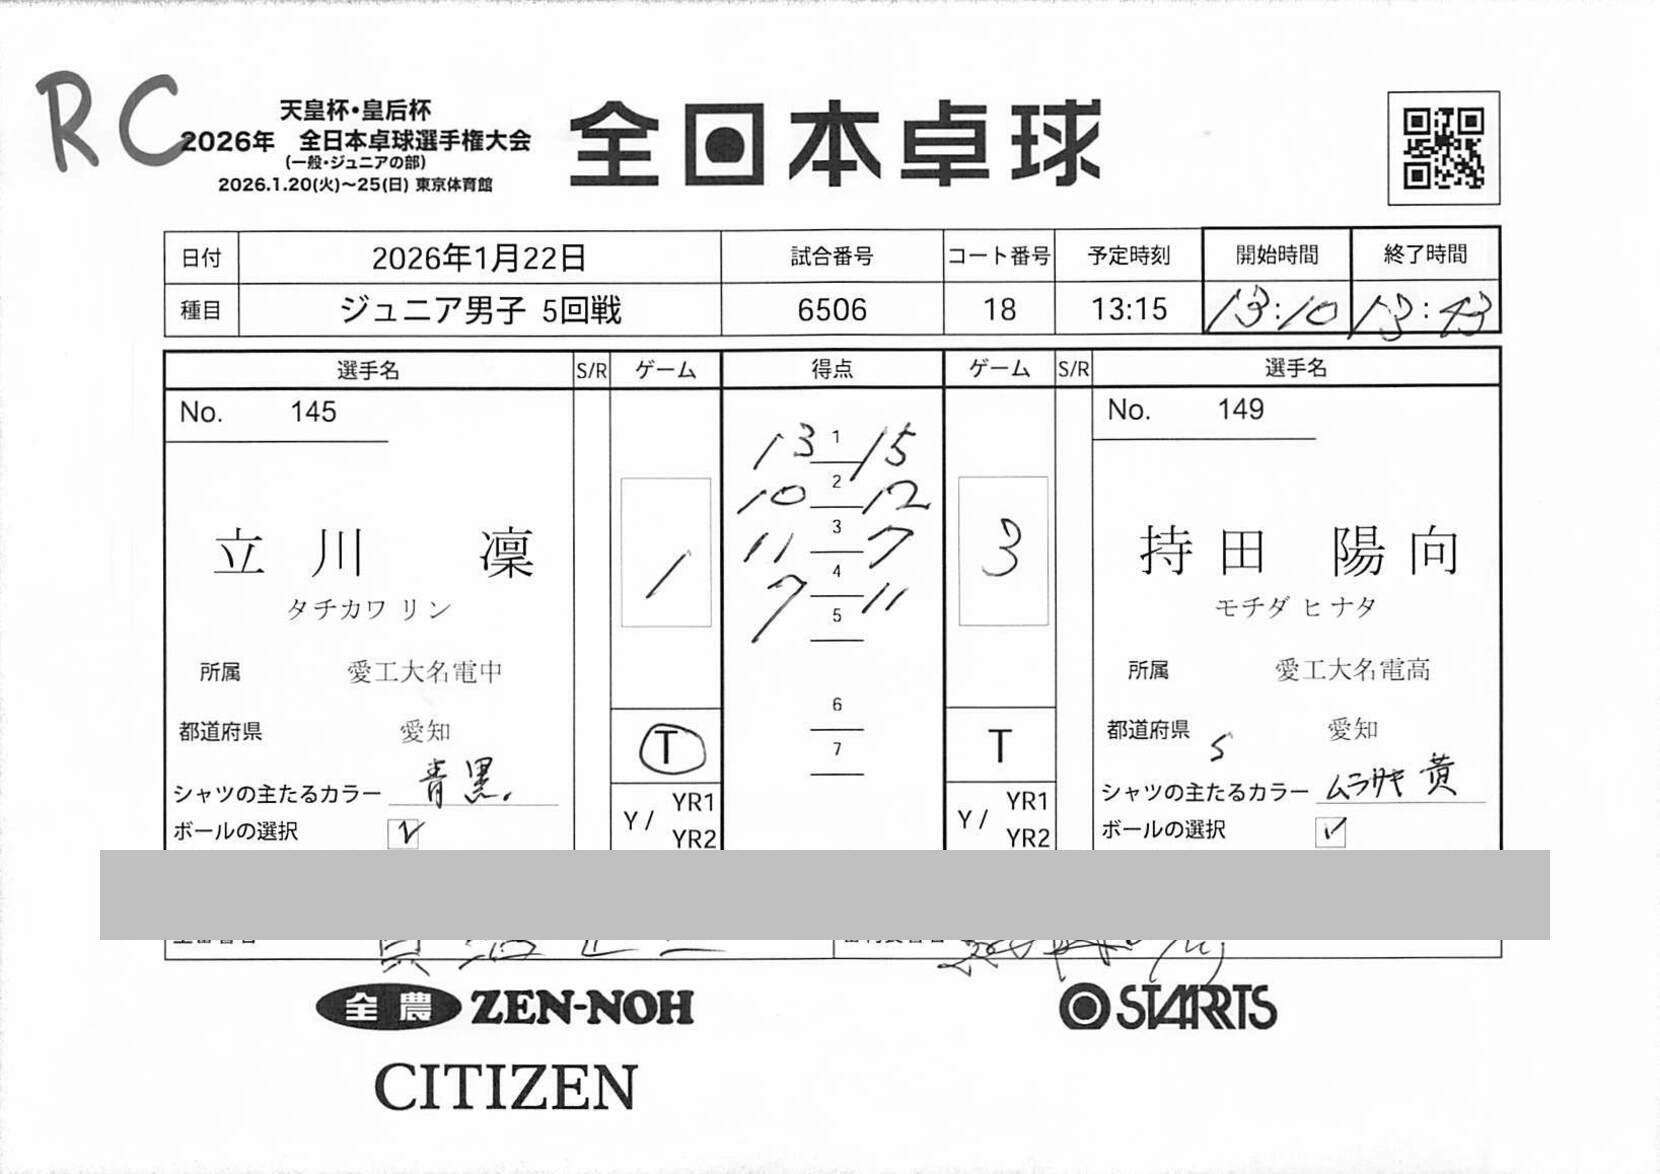 RC
天皇杯・皇后杯
2026年 全日本卓球選手権大会
(一般・ジュニアの部)
2026.1.20(火)～25(日) 東京体育館
全日本卓球
日付 2026年1月22日 試合番号 コート番号 予定時刻 開始時間 終了時間
種目 ジュニア男子 5回戦 6506 18 13:15 13:10 13:43
選手名 S/R ゲーム 得点 ゲーム S/R 選手名
No. 145
No. 149
13 1 15
10 2 12
11 3 7
7 4 11
5
6
7
1
3
立川 凜
タチカワ リン
持田 陽向
モチダ ヒナタ
所属 愛工大名電中
所属 愛工大名電高
都道府県 愛知
都道府県 愛知
T
T
S
シャツの主たるカラー 青黒.
シャツの主たるカラー ムラサキ 黄
ボールの選択 ✓
ボールの選択 ✓
Y / YR1 YR2
Y / YR1 YR2
全農 ZEN-NOH
STARTS
CITIZEN